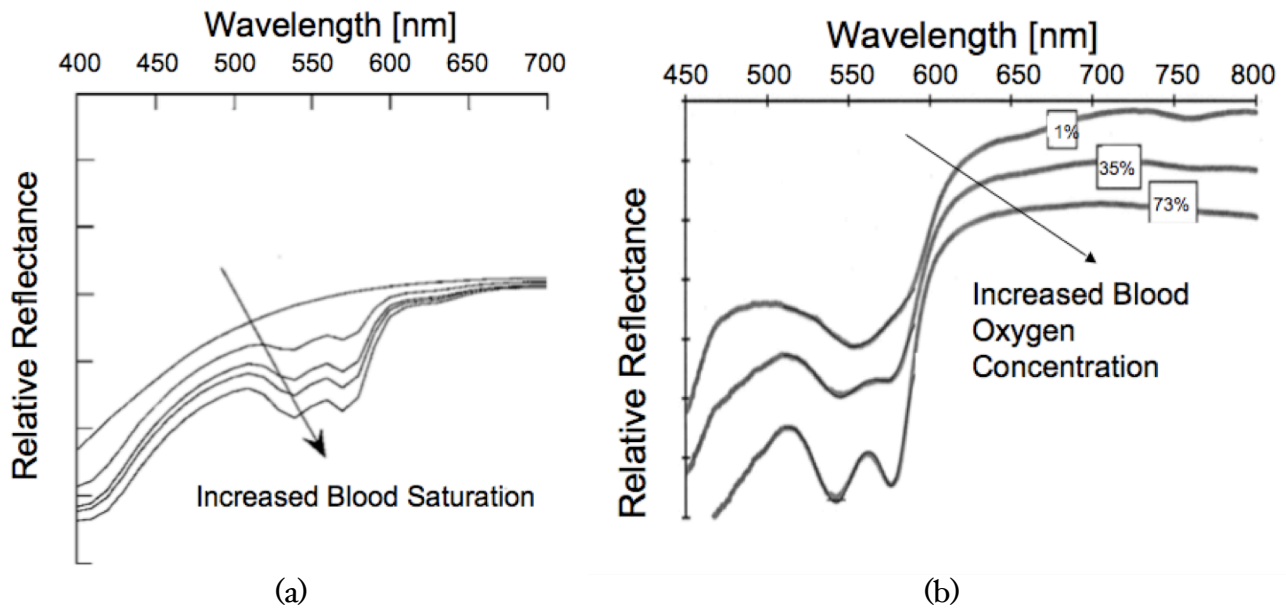 Wavelength [nm]
400 450 500 550 600 650 700
Relative Reflectance
Increased Blood Saturation
(a)
Wavelength [nm]
450 500 550 600 650 700 750 800
1%
35%
73%
Relative Reflectance
Increased Blood
Oxygen
Concentration
(b)